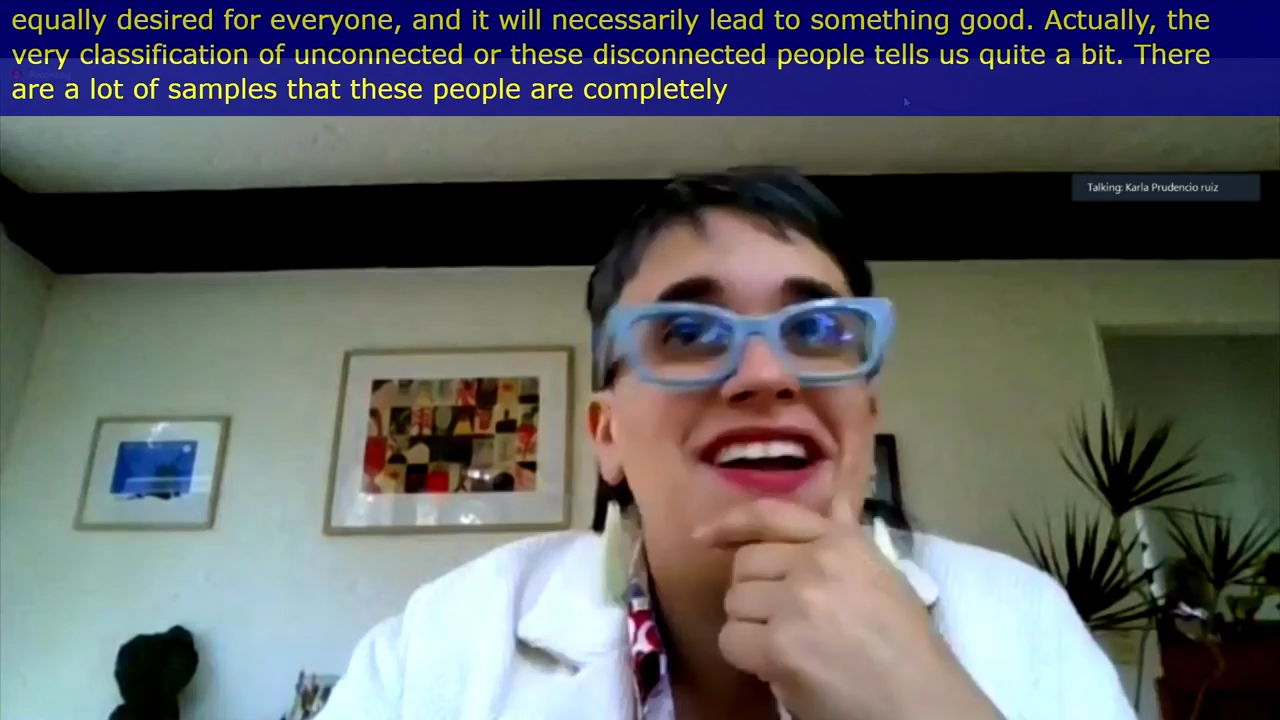 equally desired for everyone, and it will necessarily lead to something good. Actually, the
very classification of unconnected or these disconnected people tells us quite a bit. There
are a lot of samples that these people are completely
Talking: Karla Prudencio ruiz